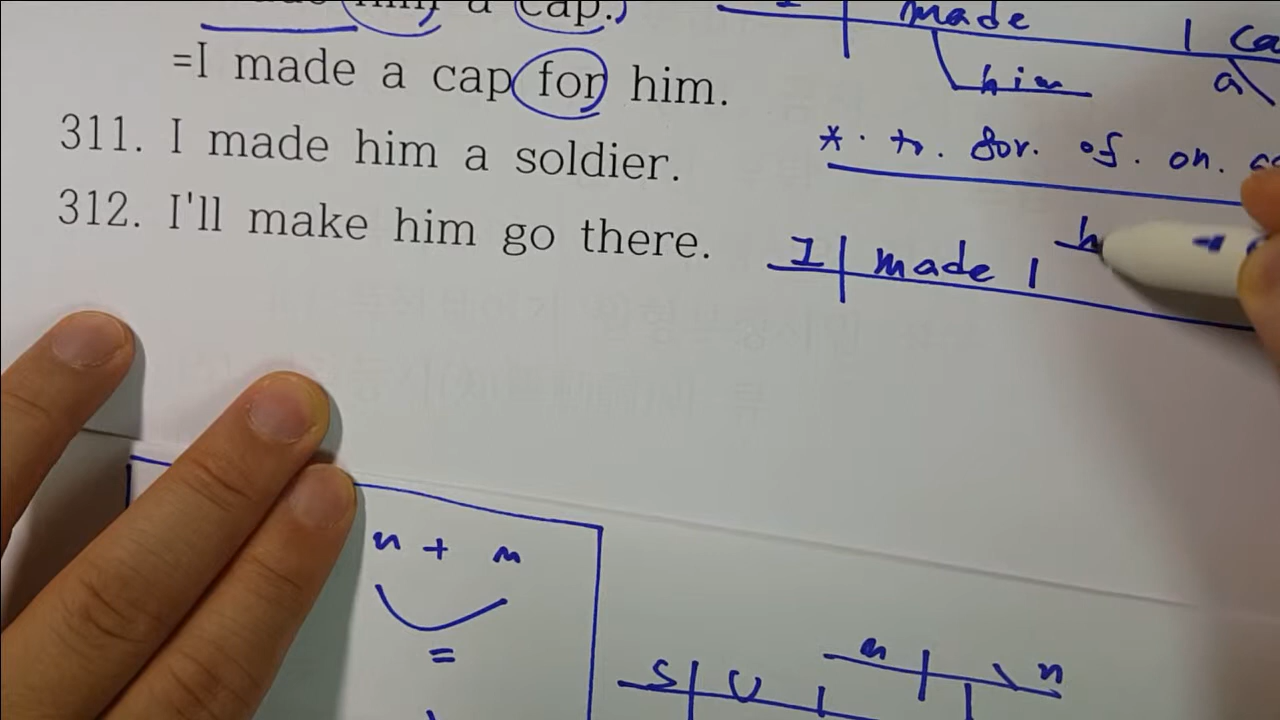 a cap.
=I made a cap for him.
311. I made him a soldier.
312. I'll make him go there.
made
him
a
*. to. for. of. on.
I made
n + n
=
S V n n